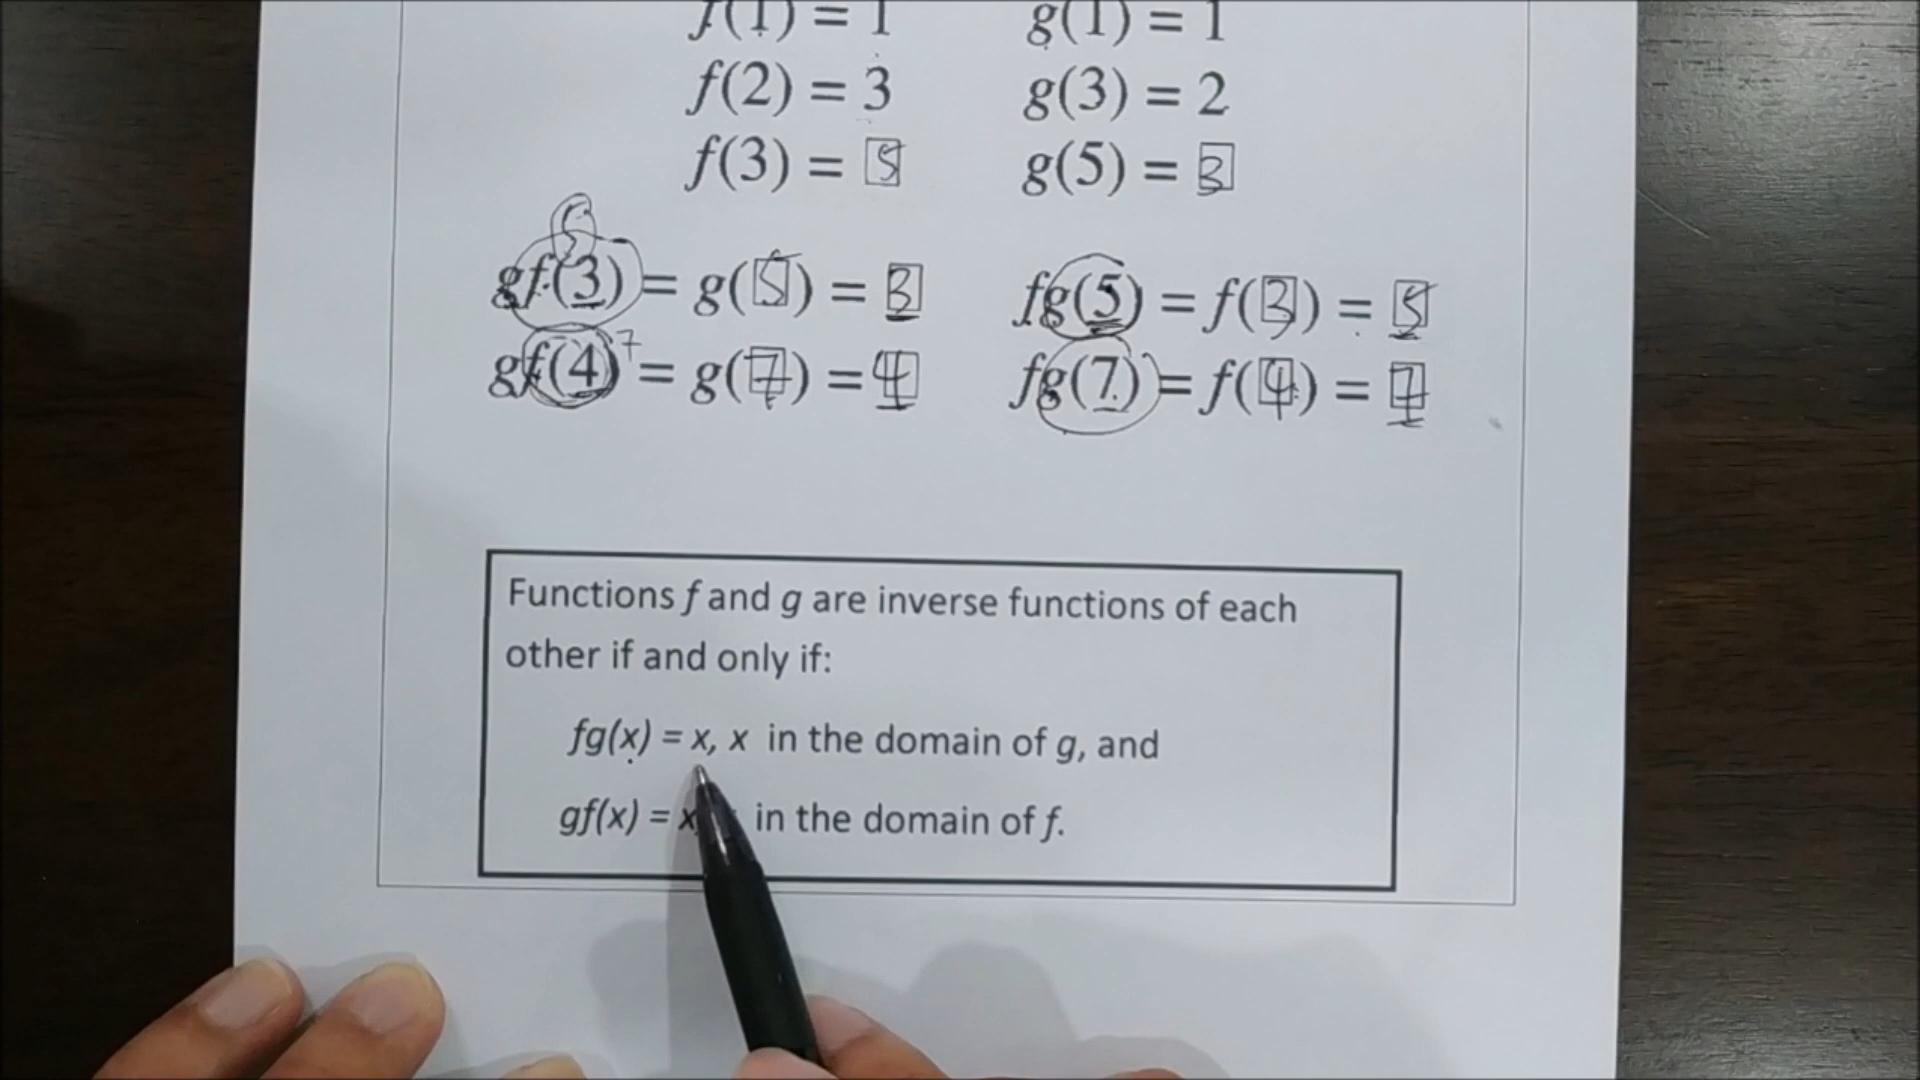 f(1) = 1 g(1) = 1
f(2) = 3 g(3) = 2
f(3) = 5 g(5) = 3
5
gf(3) = g(5) = 3 fg(5) = f(3) = 5
gf(4) 7 = g(7) = 4 fg(7) = f(4) = 7
Functions f and g are inverse functions of each
other if and only if:
fg(x) = x, x in the domain of g, and
gf(x) = x, in the domain of f.